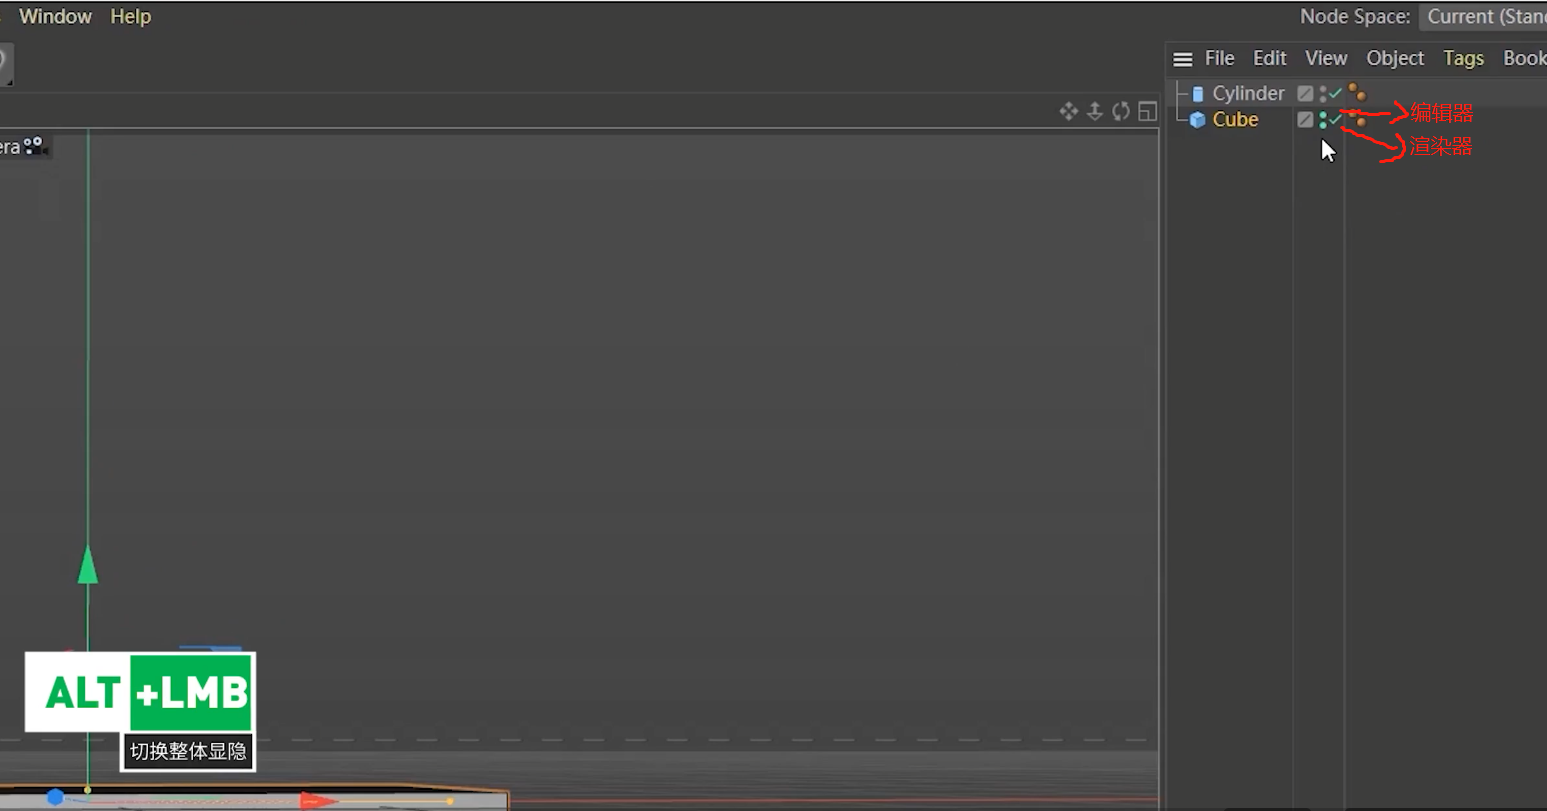 Window Help
Node Space: Current (Stan
File Edit View Object Tags Book
Cylinder
Cube
编辑器
渲染器
era
ALT +LMB
切换整体显隐